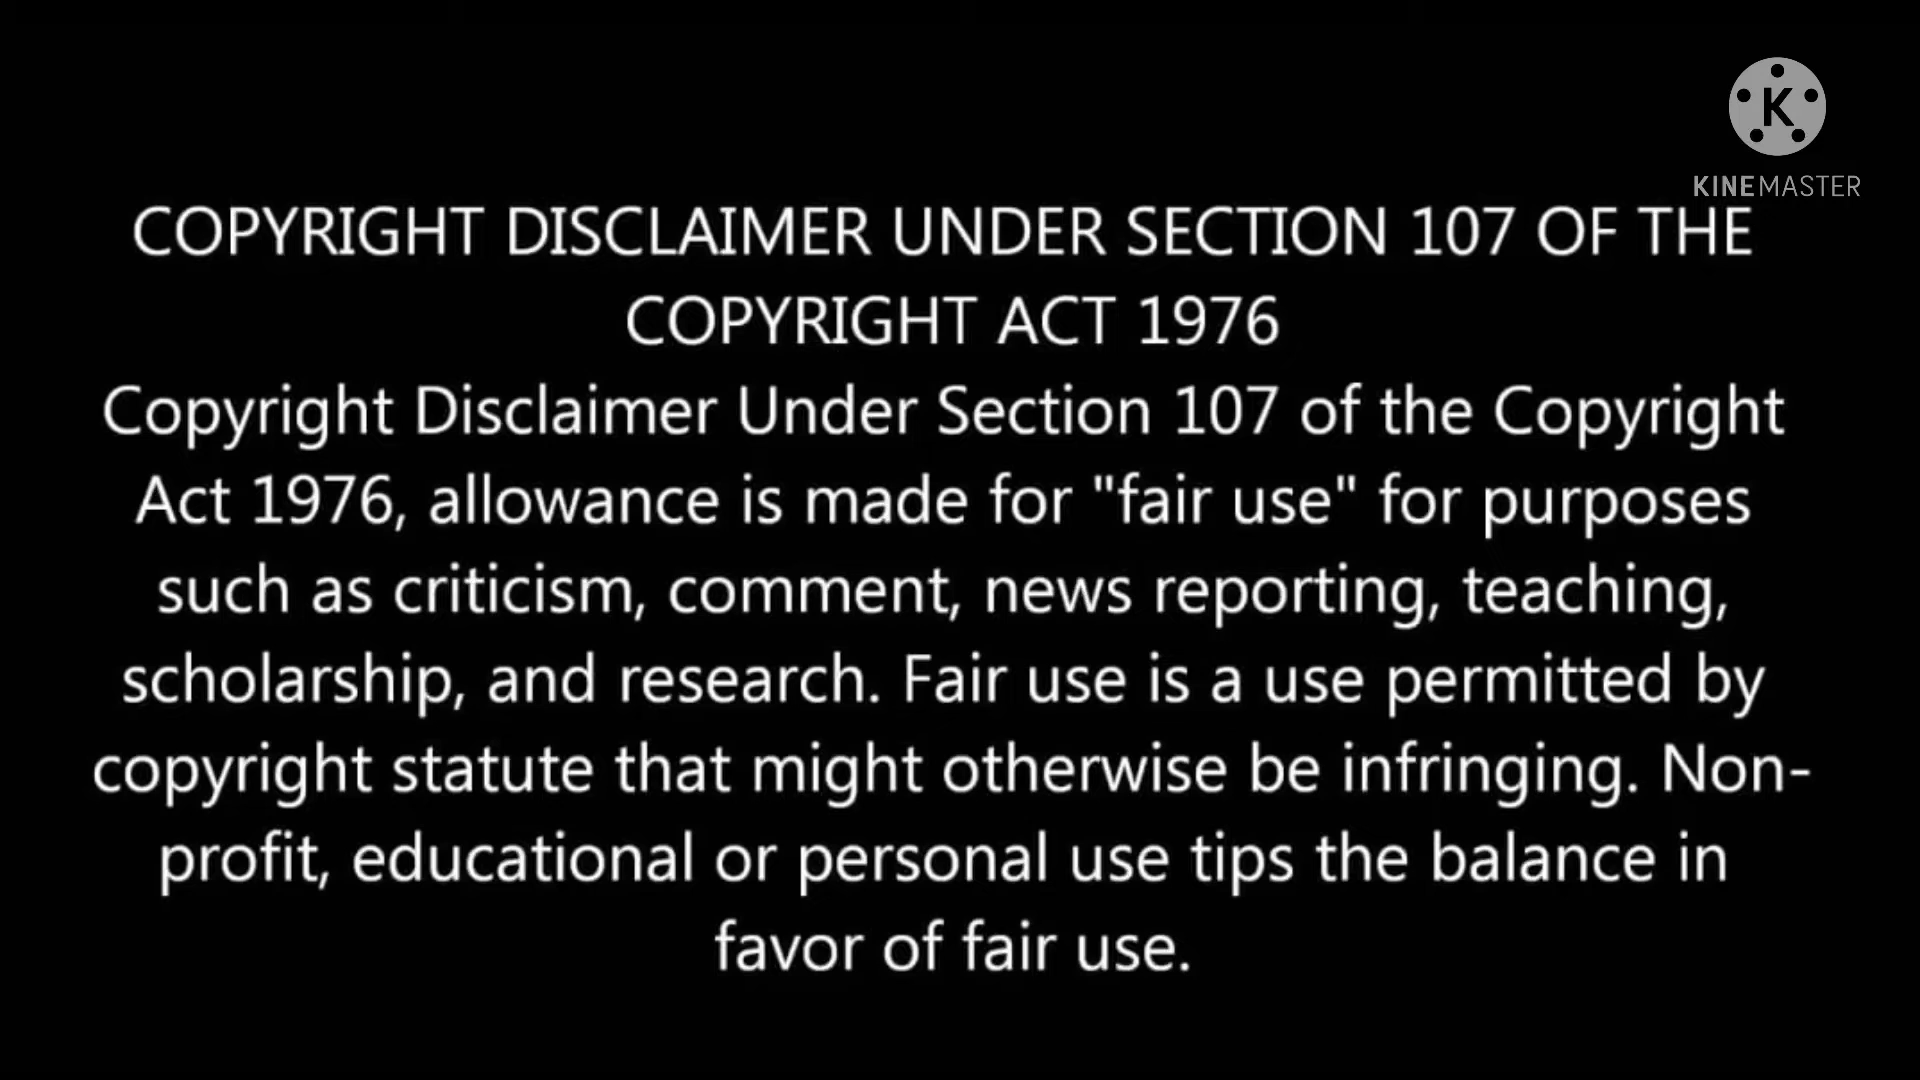 K
KINEMASTER
COPYRIGHT DISCLAIMER UNDER SECTION 107 OF THE
COPYRIGHT ACT 1976
Copyright Disclaimer Under Section 107 of the Copyright
Act 1976, allowance is made for "fair use" for purposes
such as criticism, comment, news reporting, teaching,
scholarship, and research. Fair use is a use permitted by
copyright statute that might otherwise be infringing. Non-
profit, educational or personal use tips the balance in
favor of fair use.